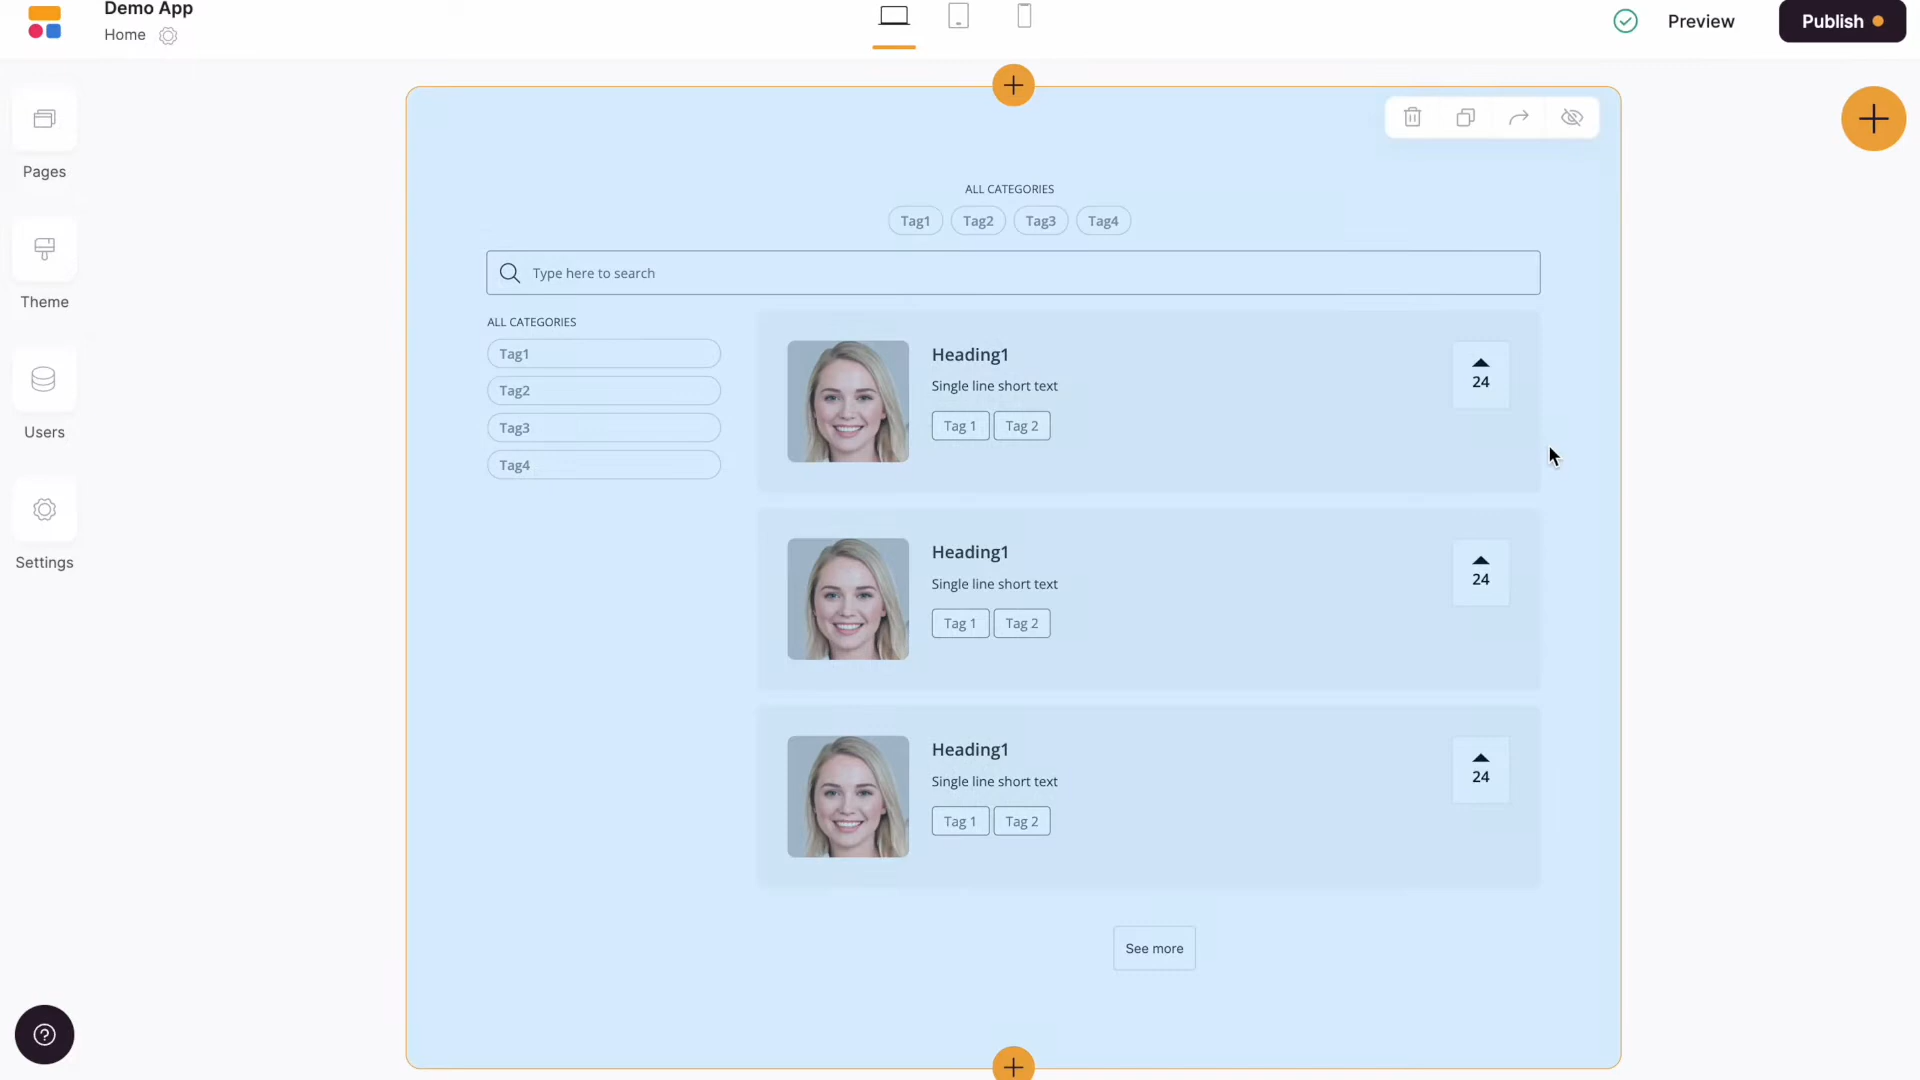 Demo App
Home
Preview
Publish
Pages
Theme
Users
Settings
ALL CATEGORIES
Tag1 Tag2 Tag3 Tag4
Type here to search
ALL CATEGORIES
Tag1
Tag2
Tag3
Tag4
Heading1
Single line short text
Tag 1 Tag 2
24
Heading1
Single line short text
Tag 1 Tag 2
24
Heading1
Single line short text
Tag 1 Tag 2
24
See more